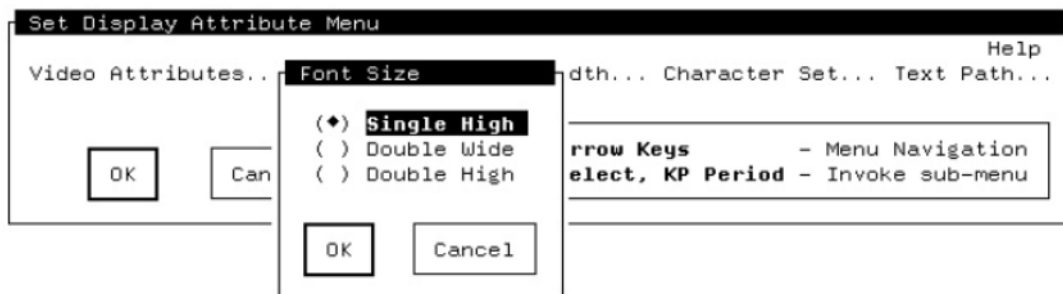 Set Display Attribute Menu
Help
Video Attributes.. dth... Character Set... Text Path...
Font Size
(◆) Single High
( ) Double Wide
( ) Double High
rrow Keys - Menu Navigation
elect, KP Period - Invoke sub-menu
OK Can
OK Cancel